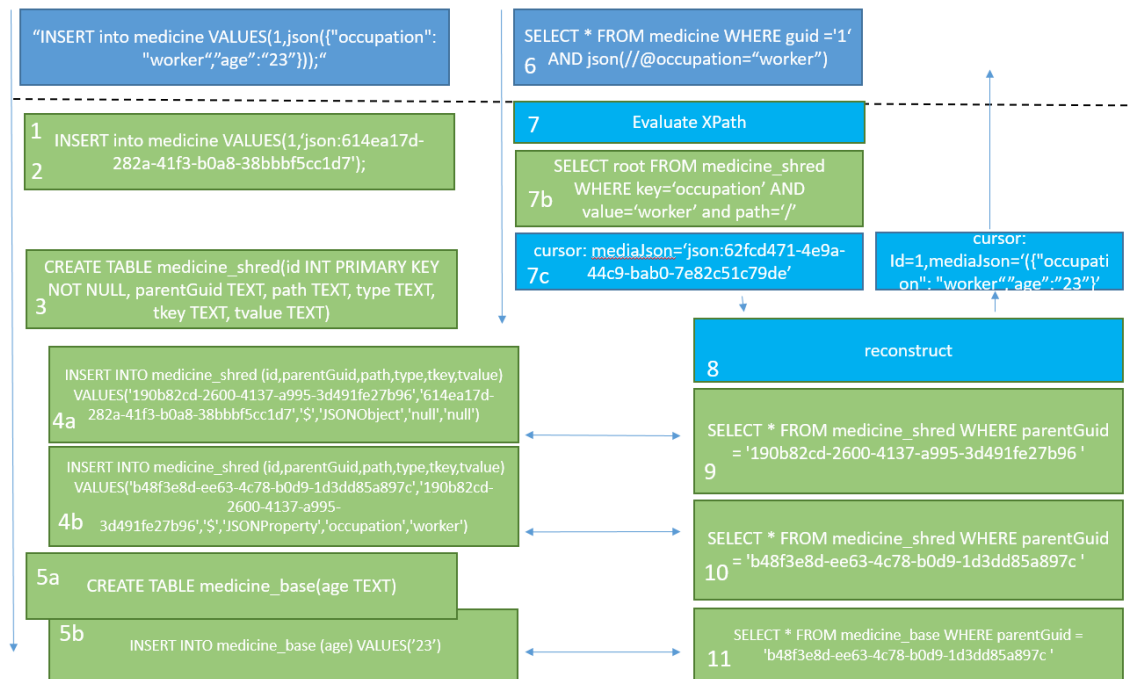 “INSERT into medicine VALUES(1,json({"occupation":
"worker“”age”:“23”}));“
1
2
INSERT into medicine VALUES(1,‘json:614ea17d-
282a-41f3-b0a8-38bbbf5cc1d7');
3
CREATE TABLE medicine_shred(id INT PRIMARY KEY
NOT NULL, parentGuid TEXT, path TEXT, type TEXT,
tkey TEXT, tvalue TEXT)
4a
INSERT INTO medicine_shred (id,parentGuid,path,type,tkey,tvalue)
VALUES('190b82cd-2600-4137-a995-3d491fe27b96','614ea17d-
282a-41f3-b0a8-38bbbf5cc1d7','$','JSONObject','null','null')
4b
INSERT INTO medicine_shred (id,parentGuid,path,type,tkey,tvalue)
VALUES('b48f3e8d-ee63-4c78-b0d9-1d3dd85a897c','190b82cd-
2600-4137-a995-
3d491fe27b96','$','JSONProperty','occupation','worker')
5a
CREATE TABLE medicine_base(age TEXT)
5b
INSERT INTO medicine_base (age) VALUES(’23’)
6
SELECT * FROM medicine WHERE guid ='1‘
AND json(//@occupation=“worker”)
7
Evaluate XPath
7b
SELECT root FROM medicine_shred
WHERE key=‘occupation’ AND
value=‘worker’ and path=‘/’
7c
cursor: mediaJson=‘json:62fcd471-4e9a-
44c9-bab0-7e82c51c79de’
cursor:
Id=1,mediaJson=‘({"occupati
on": "worker“”age”:”23”}’
8
reconstruct
9
SELECT * FROM medicine_shred WHERE parentGuid
= '190b82cd-2600-4137-a995-3d491fe27b96 '
10
SELECT * FROM medicine_shred WHERE parentGuid
= 'b48f3e8d-ee63-4c78-b0d9-1d3dd85a897c '
11
SELECT * FROM medicine_base WHERE parentGuid =
'b48f3e8d-ee63-4c78-b0d9-1d3dd85a897c '